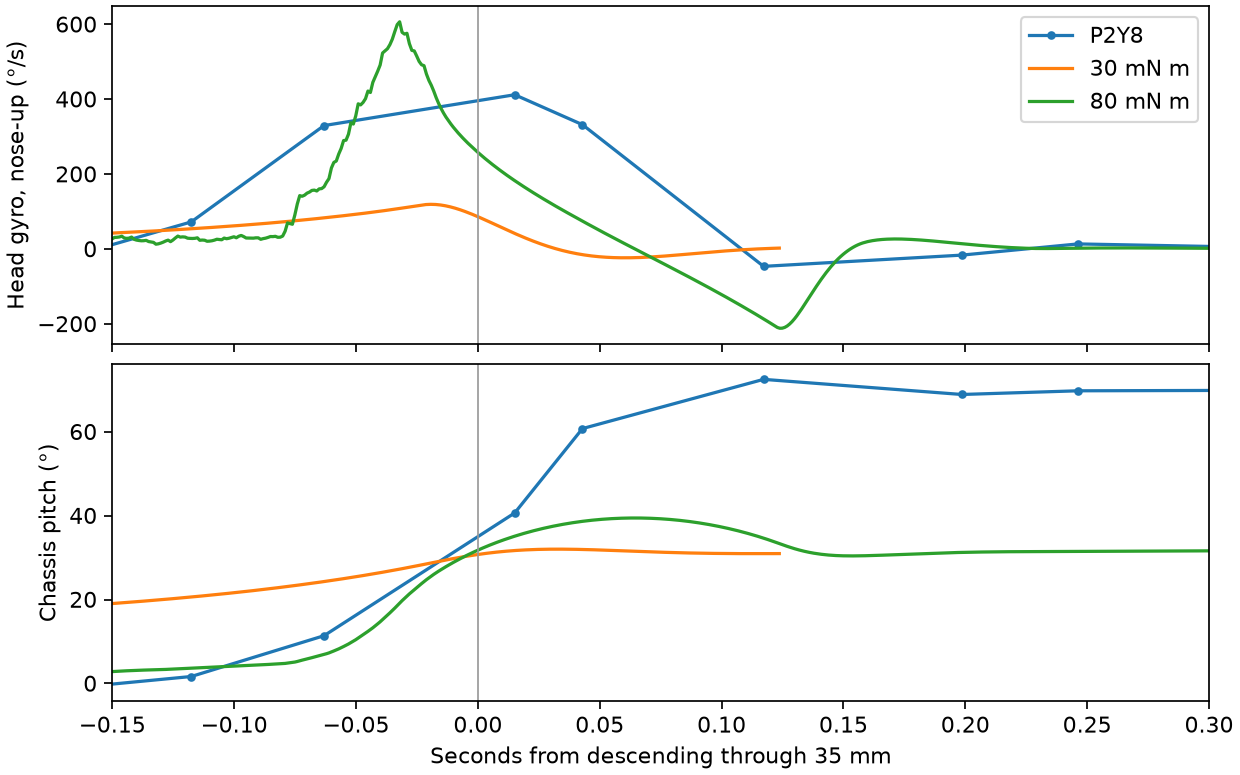 600
400
200
0
−200
Head gyro, nose-up (°/s)
P2Y8
30 mN m
80 mN m
60
40
20
0
Chassis pitch (°)
−0.15 −0.10 −0.05 0.00 0.05 0.10 0.15 0.20 0.25 0.30
Seconds from descending through 35 mm